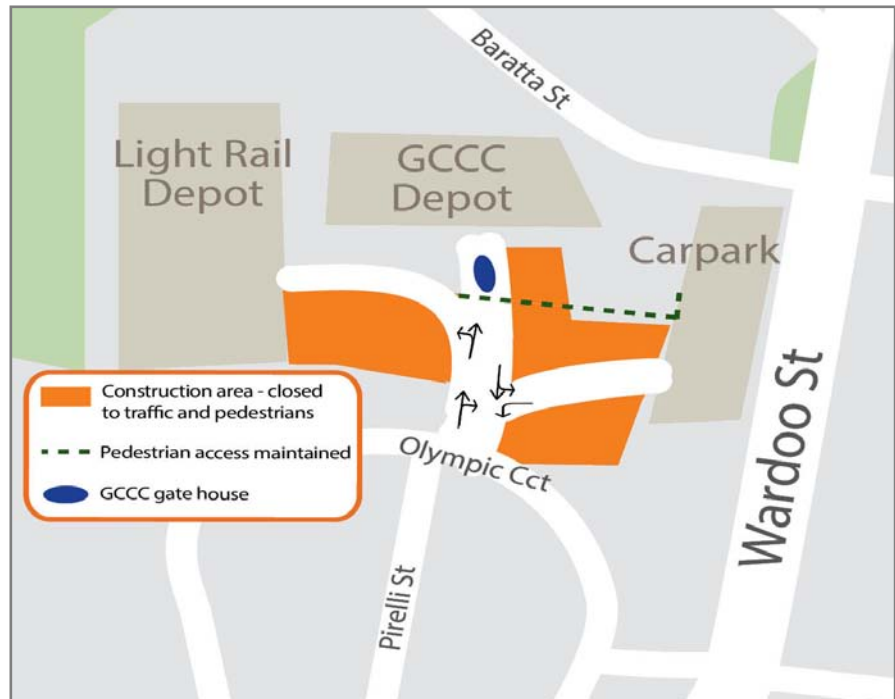 Baratta St
Light Rail
Depot
GCCC
Depot
Carpark
Wardoo St
Construction area - closed
to traffic and pedestrians
Pedestrian access maintained
GCCC gate house
Olympic Cct
Pirelli St